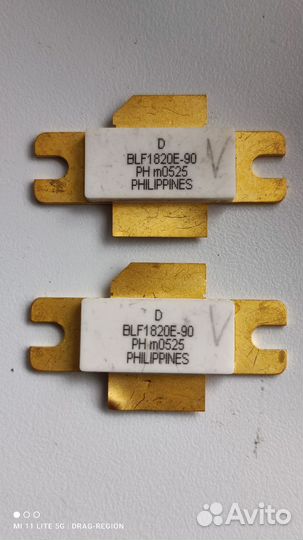 D
BLF1820E-90
PH m0525
PHILIPPINES
V
D
BLF1820E-90
PH m0525
PHILIPPINES
V
MI 11 LITE 5G | DRAG-REGION
Avito